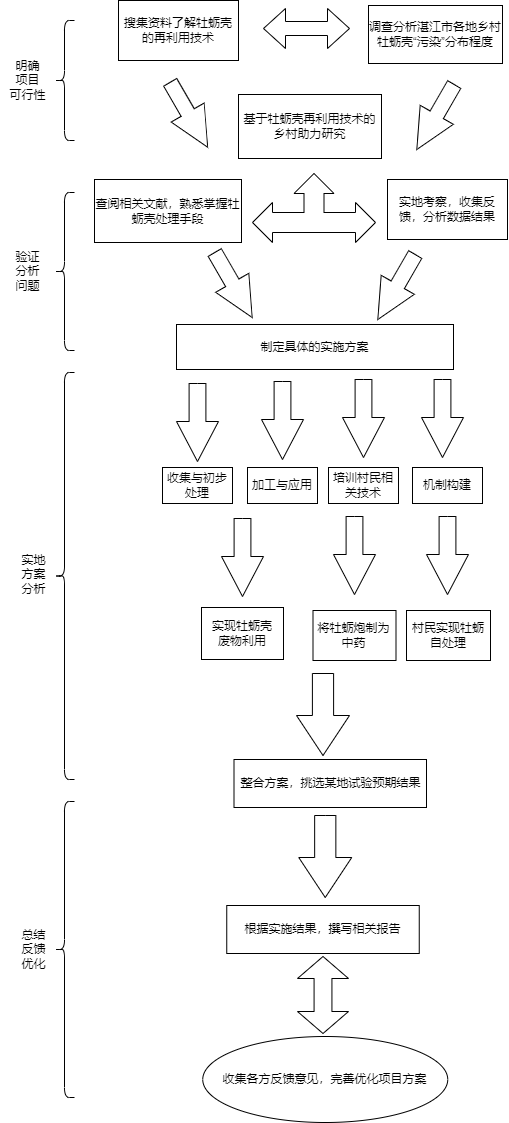 搜集资料了解牡蛎壳
的再利用技术
调查分析湛江市各地乡村
牡蛎壳“污染”分布程度
明确
项目
可行性
基于牡蛎壳再利用技术的
乡村助力研究
查阅相关文献，熟悉掌握牡
蛎壳处理手段
实地考察，收集反
馈，分析数据结果
验证
分析
问题
制定具体的实施方案
收集与初步
处理
加工与应用
培训村民相
关技术
机制构建
实地
方案
分析
实现牡蛎壳
废物利用
将牡蛎炮制为
中药
村民实现牡蛎
自处理
整合方案，挑选某地试验预期结果
根据实施结果，撰写相关报告
总结
反馈
优化
收集各方反馈意见，完善优化项目方案